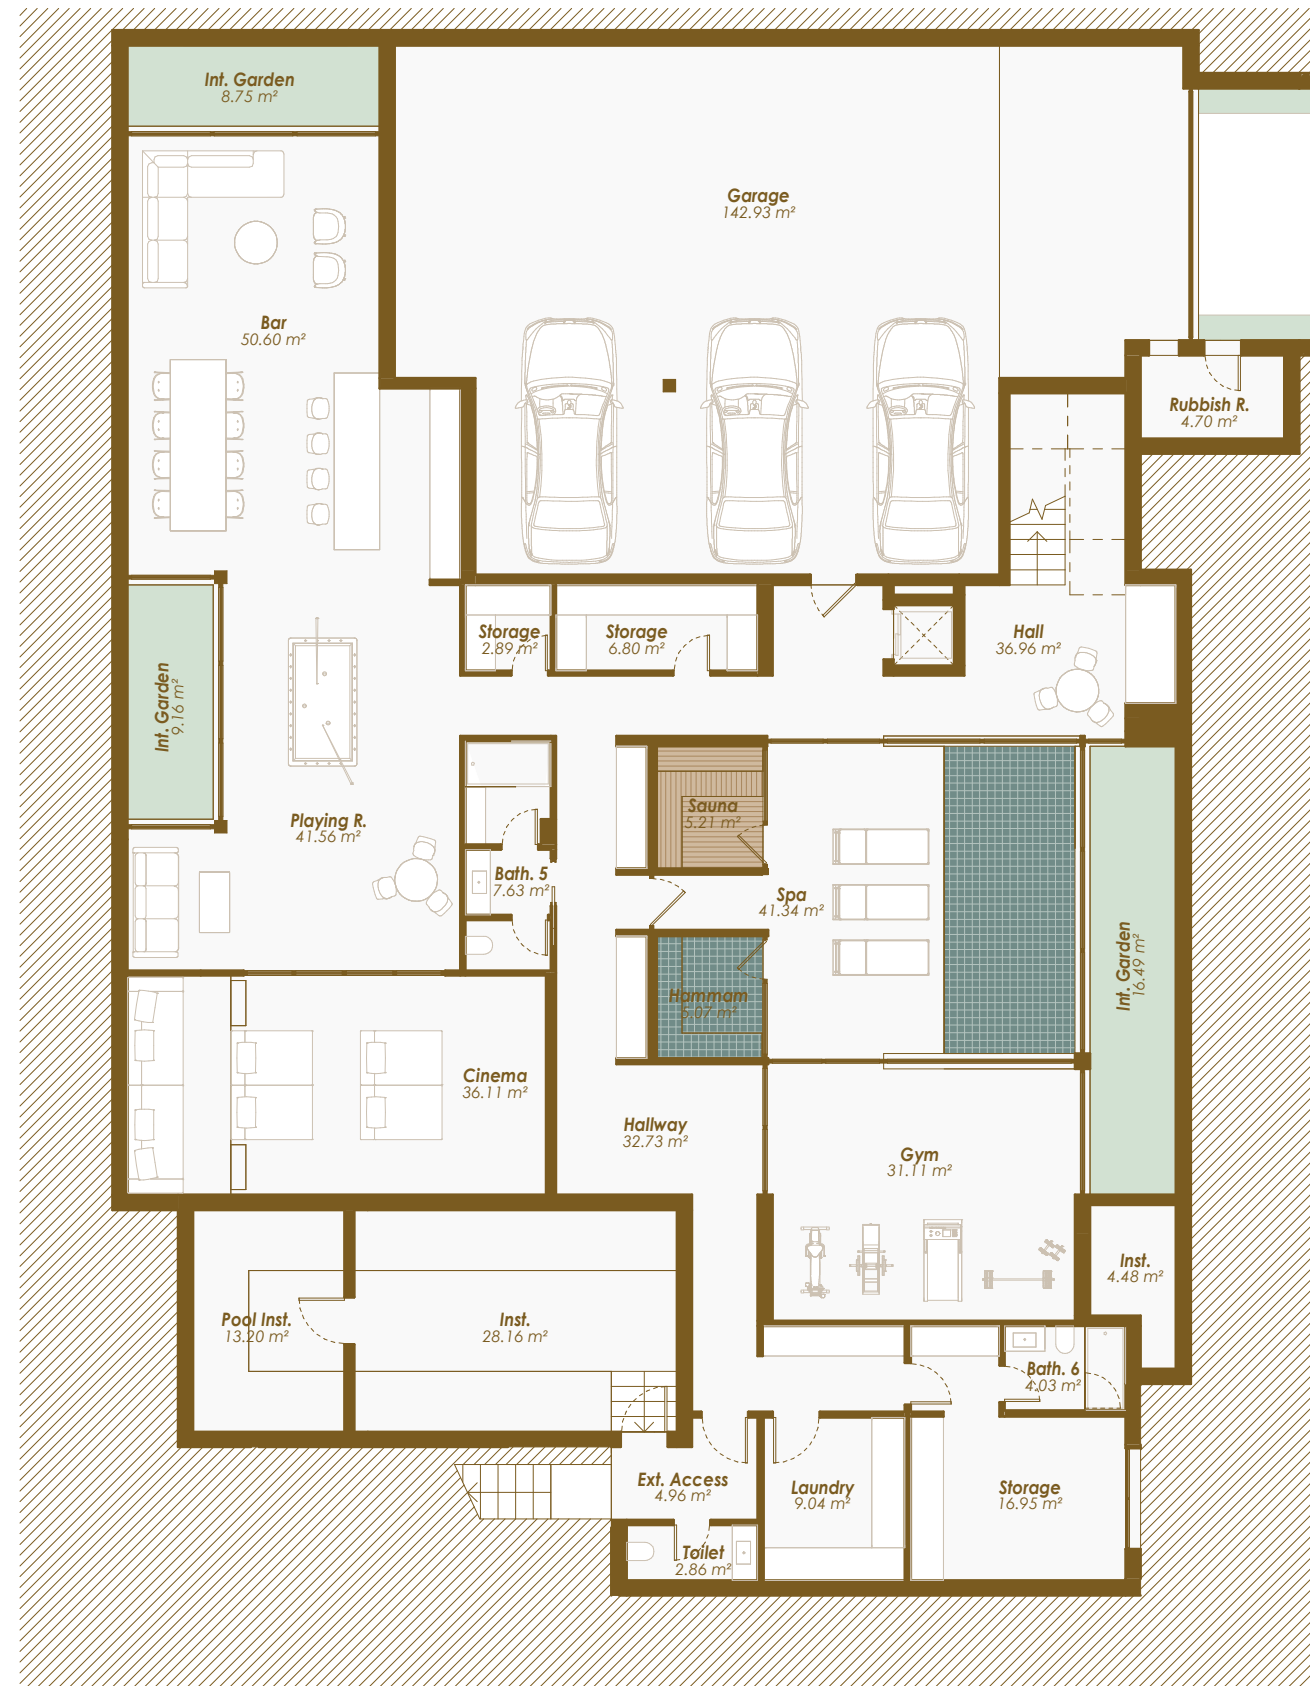 Int. Garden
8.75 m²
Garage
142.93 m²
Bar
50.60 m²
Rubbish R.
4.70 m²
Storage
2.89 m²
Storage
6.80 m²
Hall
36.96 m²
Int. Garden
9.16 m²
Playing R.
41.56 m²
Sauna
5.21 m²
Bath. 5
7.63 m²
Spa
41.34 m²
Int. Garden
16.49 m²
Hammam
5.07 m²
Cinema
36.11 m²
Hallway
32.73 m²
Gym
31.11 m²
Inst.
4.48 m²
Pool Inst.
13.20 m²
Inst.
28.16 m²
Bath. 6
4.03 m²
Ext. Access
4.96 m²
Laundry
9.04 m²
Storage
16.95 m²
Toilet
2.86 m²